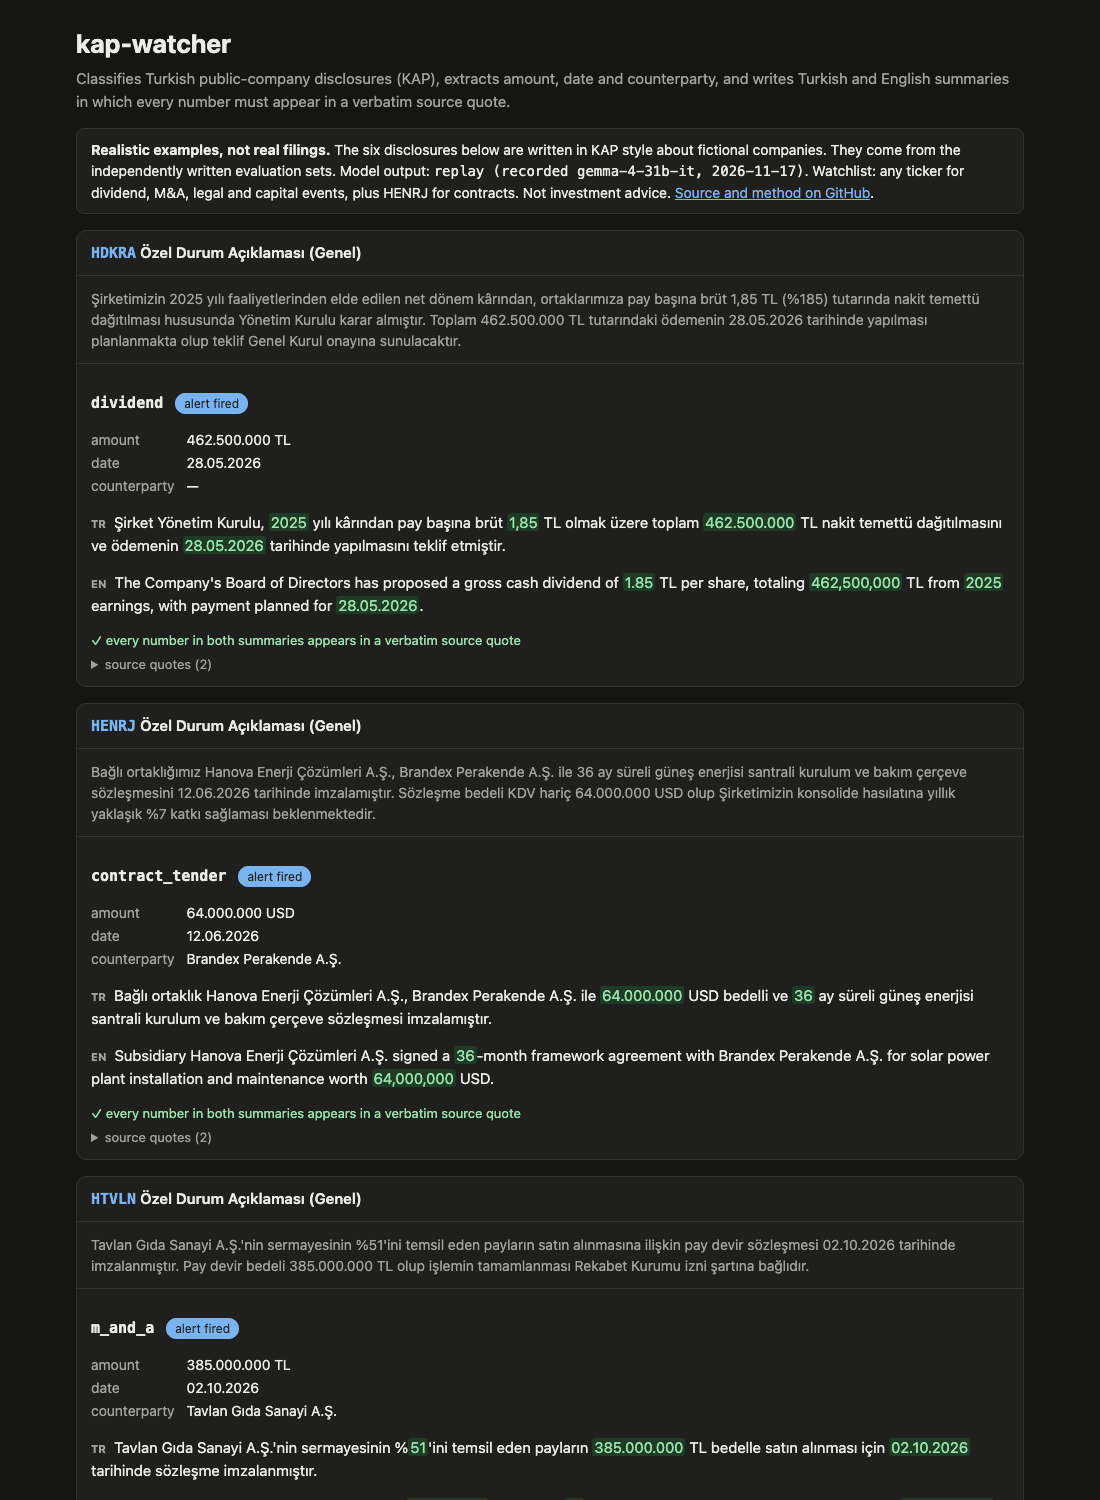 kap-watcher
Classifies Turkish public-company disclosures (KAP), extracts amount, date and counterparty, and writes Turkish and English summaries
in which every number must appear in a verbatim source quote.
Realistic examples, not real filings. The six disclosures below are written in KAP style about fictional companies. They come from the
independently written evaluation sets. Model output: replay (recorded gemma-4-31b-it, 2026-11-17). Watchlist: any ticker for
dividend, M&A, legal and capital events, plus HENRJ for contracts. Not investment advice. Source and method on GitHub.
HDKRA Özel Durum Açıklaması (Genel)
Şirketimizin 2025 yılı faaliyetlerinden elde edilen net dönem kârından, ortaklarımıza pay başına brüt 1,85 TL (%185) tutarında nakit temettü
dağıtılması hususunda Yönetim Kurulu karar almıştır. Toplam 462.500.000 TL tutarındaki ödemenin 28.05.2026 tarihinde yapılması
planlanmakta olup teklif Genel Kurul onayına sunulacaktır.
dividend alert fired
amount 462.500.000 TL
date 28.05.2026
counterparty —
TR Şirket Yönetim Kurulu, 2025 yılı kârından pay başına brüt 1,85 TL olmak üzere toplam 462.500.000 TL nakit temettü dağıtılmasını
ve ödemenin 28.05.2026 tarihinde yapılmasını teklif etmiştir.
EN The Company's Board of Directors has proposed a gross cash dividend of 1.85 TL per share, totaling 462,500,000 TL from 2025
earnings, with payment planned for 28.05.2026.
✓ every number in both summaries appears in a verbatim source quote
▶ source quotes (2)
HENRJ Özel Durum Açıklaması (Genel)
Bağlı ortaklığımız Hanova Enerji Çözümleri A.Ş., Brandex Perakende A.Ş. ile 36 ay süreli güneş enerjisi santrali kurulum ve bakım çerçeve
sözleşmesini 12.06.2026 tarihinde imzalamıştır. Sözleşme bedeli KDV hariç 64.000.000 USD olup Şirketimizin konsolide hasılatına yıllık
yaklaşık %7 katkı sağlaması beklenmektedir.
contract_tender alert fired
amount 64.000.000 USD
date 12.06.2026
counterparty Brandex Perakende A.Ş.
TR Bağlı ortaklık Hanova Enerji Çözümleri A.Ş., Brandex Perakende A.Ş. ile 64.000.000 USD bedelli ve 36 ay süreli güneş enerjisi
santrali kurulum ve bakım çerçeve sözleşmesi imzalamıştır.
EN Subsidiary Hanova Enerji Çözümleri A.Ş. signed a 36-month framework agreement with Brandex Perakende A.Ş. for solar power
plant installation and maintenance worth 64,000,000 USD.
✓ every number in both summaries appears in a verbatim source quote
▶ source quotes (2)
HTVLN Özel Durum Açıklaması (Genel)
Tavlan Gıda Sanayi A.Ş.'nin sermayesinin %51'ini temsil eden payların satın alınmasına ilişkin pay devir sözleşmesi 02.10.2026 tarihinde
imzalanmıştır. Pay devir bedeli 385.000.000 TL olup işlemin tamamlanması Rekabet Kurumu izni şartına bağlıdır.
m_and_a alert fired
amount 385.000.000 TL
date 02.10.2026
counterparty Tavlan Gıda Sanayi A.Ş.
TR Tavlan Gıda Sanayi A.Ş.'nin sermayesinin %51'ini temsil eden payların 385.000.000 TL bedelle satın alınması için 02.10.2026
tarihinde sözleşme imzalanmıştır.